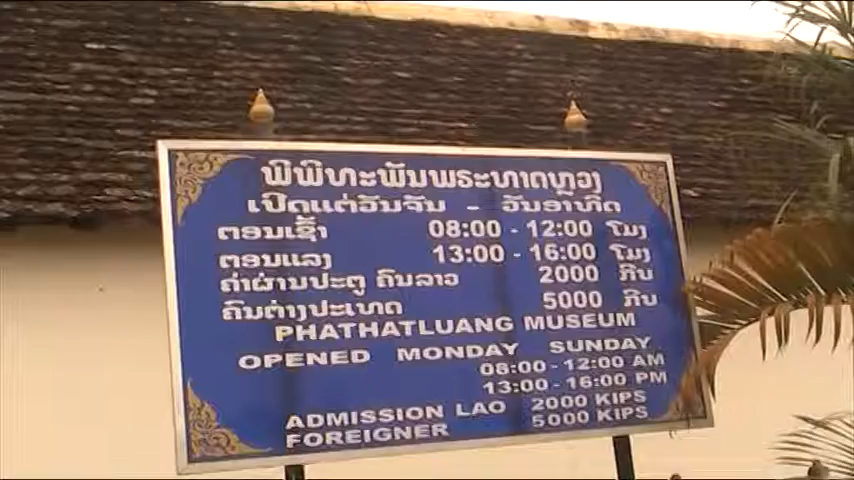 ພິພິທະພັນພຣະທາດຫຼວງ
ເປີດແຕ່ວັນຈັນ - ວັນອາທິດ
ຕອນເຊົ້າ 08:00 - 12:00 ໂມງ
ຕອນແລງ 13:00 - 16:00 ໂມງ
ຄ່າຜ່ານປະຕູ ຄົນລາວ 2000 ກີບ
ຄົນຕ່າງປະເທດ 5000 ກີບ
PHATHATLUANG MUSEUM
OPENED MONDAY SUNDAY
08:00 - 12:00 AM
13:00 - 16:00 PM
ADMISSION LAO 2000 KIPS
FOREIGNER 5000 KIPS